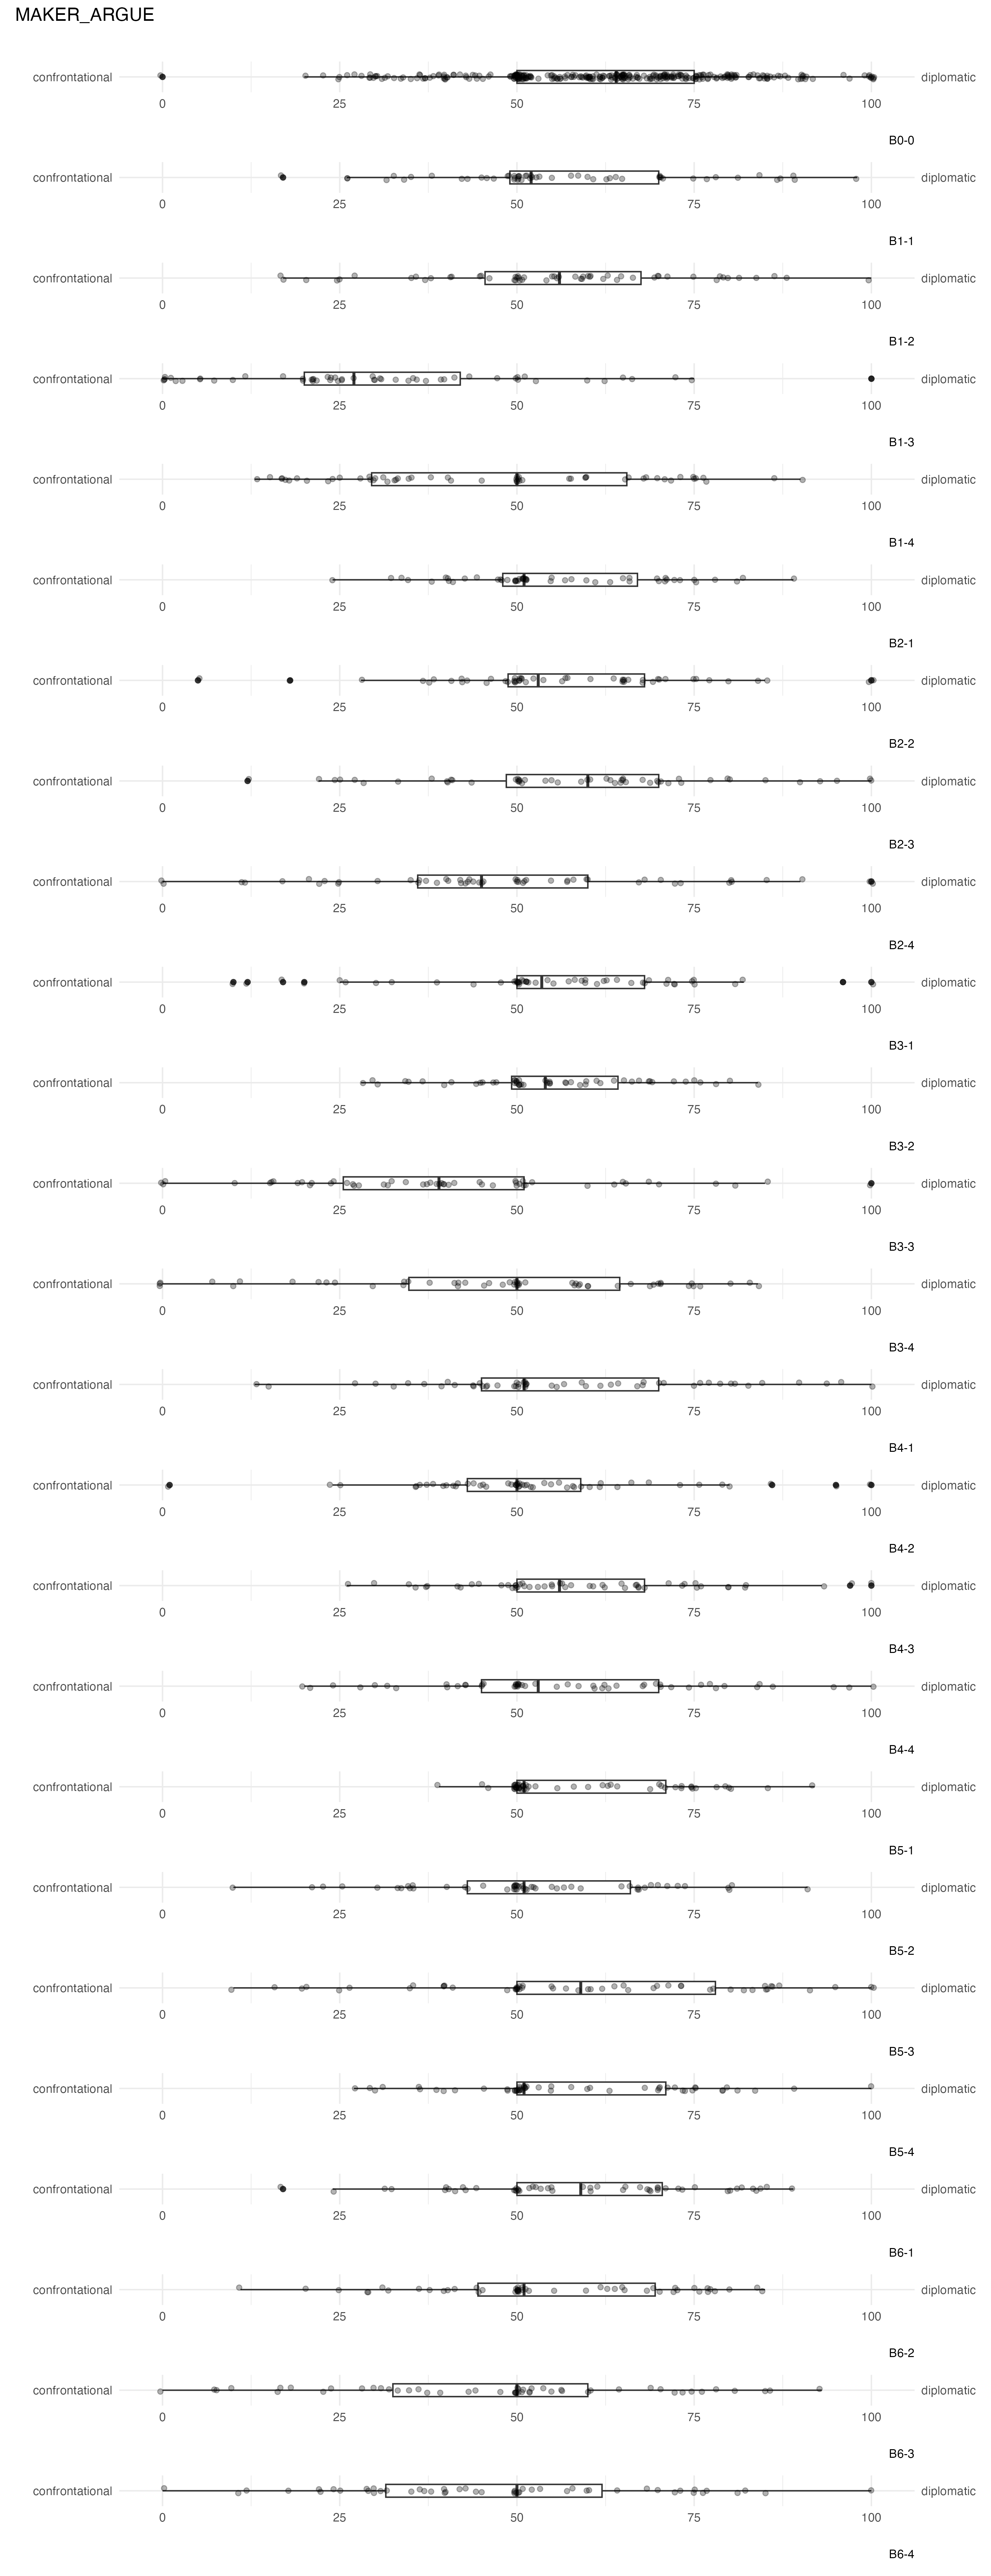 MAKER_ARGUE
confrontational diplomatic
0 25 50 75 100
B0-0
confrontational diplomatic
0 25 50 75 100
B1-1
confrontational diplomatic
0 25 50 75 100
B1-2
confrontational diplomatic
0 25 50 75 100
B1-3
confrontational diplomatic
0 25 50 75 100
B1-4
confrontational diplomatic
0 25 50 75 100
B2-1
confrontational diplomatic
0 25 50 75 100
B2-2
confrontational diplomatic
0 25 50 75 100
B2-3
confrontational diplomatic
0 25 50 75 100
B2-4
confrontational diplomatic
0 25 50 75 100
B3-1
confrontational diplomatic
0 25 50 75 100
B3-2
confrontational diplomatic
0 25 50 75 100
B3-3
confrontational diplomatic
0 25 50 75 100
B3-4
confrontational diplomatic
0 25 50 75 100
B4-1
confrontational diplomatic
0 25 50 75 100
B4-2
confrontational diplomatic
0 25 50 75 100
B4-3
confrontational diplomatic
0 25 50 75 100
B4-4
confrontational diplomatic
0 25 50 75 100
B5-1
confrontational diplomatic
0 25 50 75 100
B5-2
confrontational diplomatic
0 25 50 75 100
B5-3
confrontational diplomatic
0 25 50 75 100
B5-4
confrontational diplomatic
0 25 50 75 100
B6-1
confrontational diplomatic
0 25 50 75 100
B6-2
confrontational diplomatic
0 25 50 75 100
B6-3
confrontational diplomatic
0 25 50 75 100
B6-4